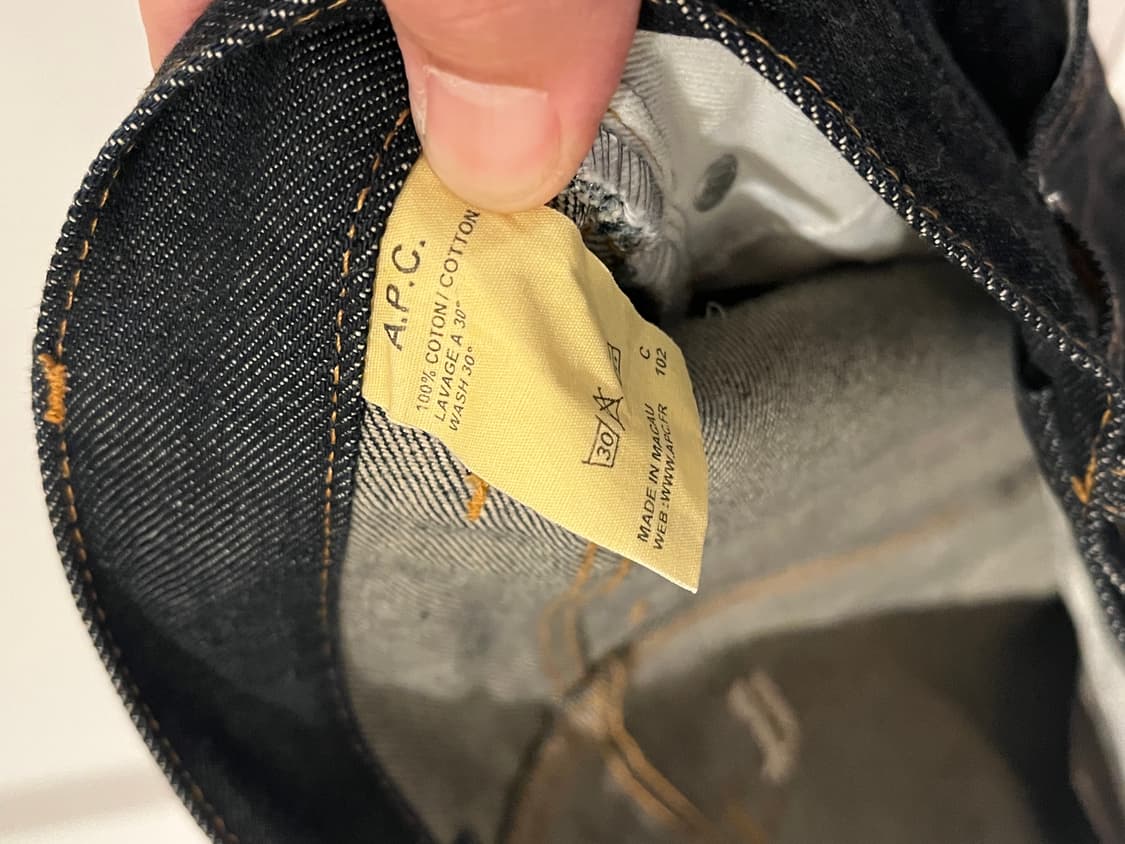 A.P.C.
100% COTON / COTTON
LAVAGE A 30°
WASH 30°
30
C
102
MADE IN MACAU
WEB : WWW.APC.FR